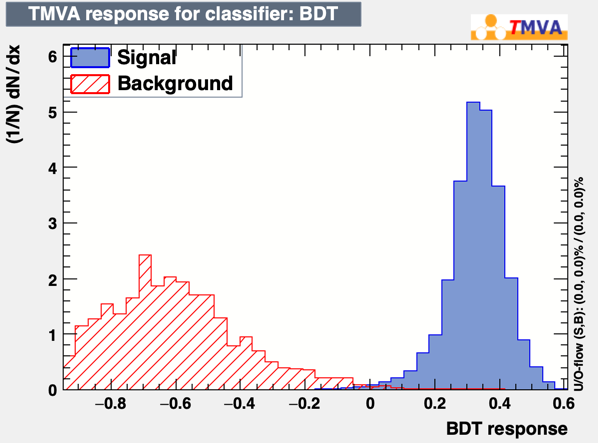 TMVA response for classifier: BDT
TMVA
Signal
Background
(1/N) dN/dx
6
5
4
3
2
1
0
−0.8 −0.6 −0.4 −0.2 0 0.2 0.4 0.6
BDT response
U/O-flow (S,B): (0.0, 0.0)% / (0.0, 0.0)%